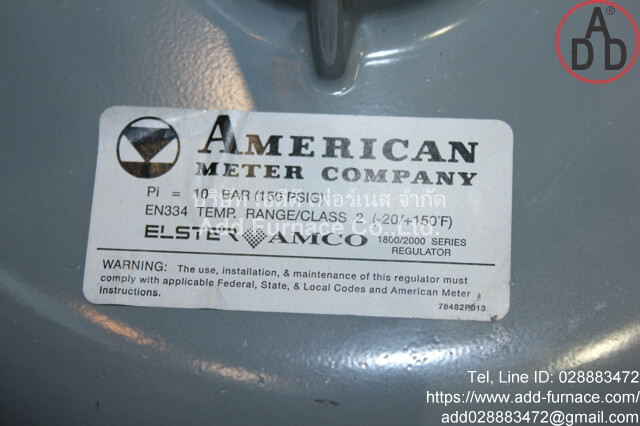 ADD
AMERICAN
METER COMPANY
Pi = 10 BAR (150 PSIG)
บริษัท เอดีดี เฟอร์เนส จำกัด
EN334 TEMP. RANGE/CLASS 2 (-20/+150°F)
Add Furnace Co.,Ltd.
ELSTER AMCO 1800/2000 SERIES
REGULATOR
WARNING: The use, installation, & maintenance of this regulator must
comply with applicable Federal, State, & Local Codes and American Meter
Instructions.
78482P013
Tel, Line ID: 028883472
https://www.add-furnace.com/
add028883472@gmail.com